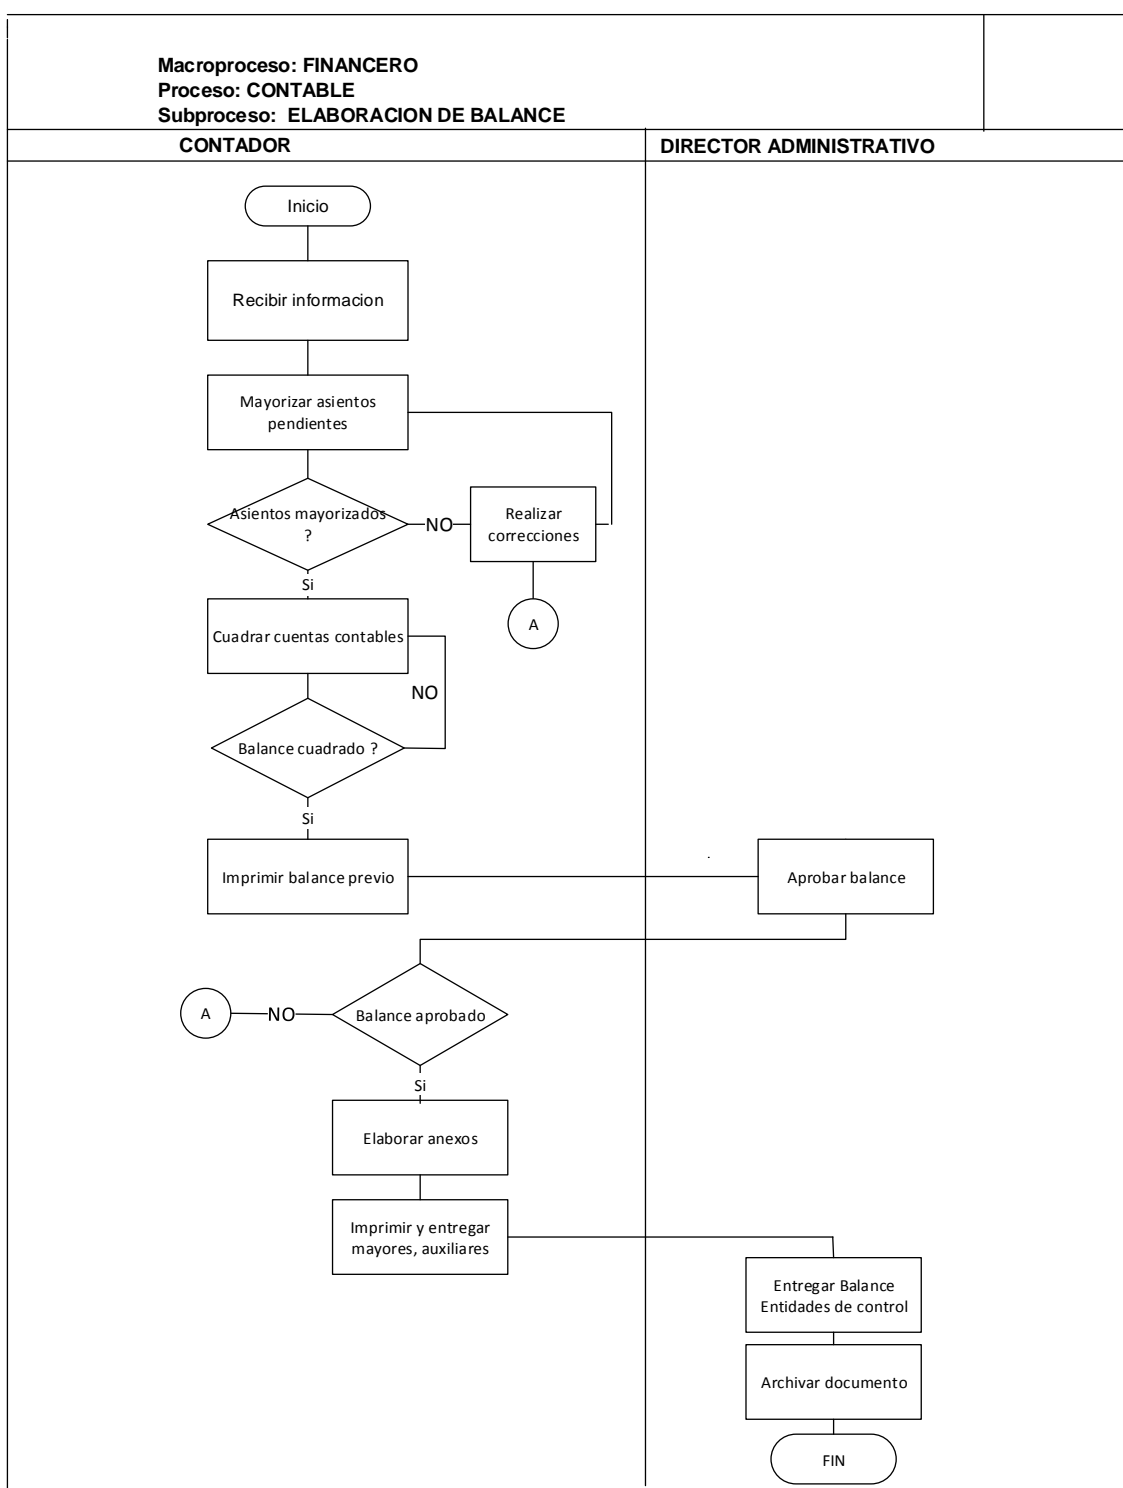 Macroproceso: FINANCERO
Proceso: CONTABLE
Subproceso: ELABORACION DE BALANCE
CONTADOR
DIRECTOR ADMINISTRATIVO
Inicio
Recibir informacion
Mayorizar asientos
pendientes
Asientos mayorizados
?
NO
Realizar
correcciones
Si
A
Cuadrar cuentas contables
NO
Balance cuadrado ?
Si
Imprimir balance previo
Aprobar balance
A
NO
Balance aprobado
Si
Elaborar anexos
Imprimir y entregar
mayores, auxiliares
Entregar Balance
Entidades de control
Archivar documento
FIN